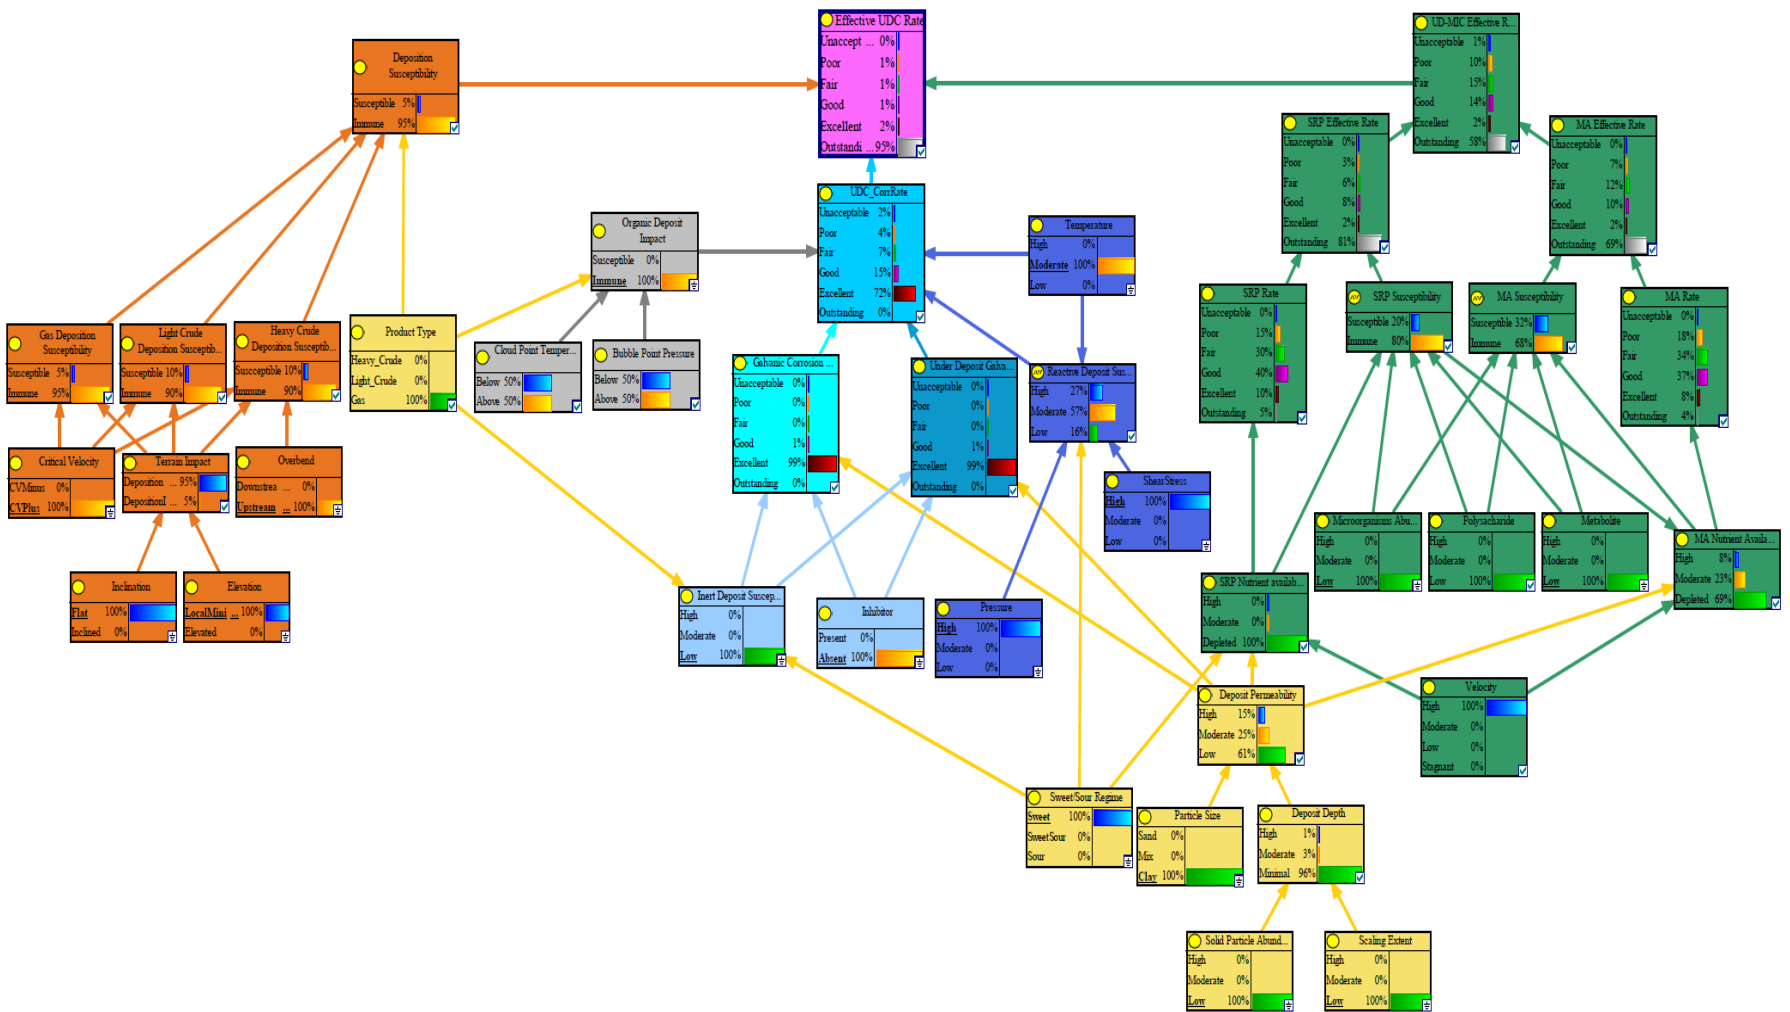 Effective UDC Rate
Unaccept ... 0%
Poor 1%
Fair 1%
Good 1%
Excellent 2%
Outstandi ... 95%
UD-MIC Effective R...
Unacceptable 1%
Poor 10%
Fair 15%
Good 14%
Excellent 2%
Outstanding 58%
Deposition
Susceptibility
Susceptible 5%
Immune 95%
SRP Effective Rate
Unacceptable 0%
Poor 3%
Fair 6%
Good 8%
Excellent 2%
Outstanding 81%
MA Effective Rate
Unacceptable 0%
Poor 7%
Fair 12%
Good 10%
Excellent 2%
Outstanding 69%
UDC_CorrRate
Unacceptable 2%
Poor 4%
Fair 7%
Good 15%
Excellent 72%
Outstanding 0%
Organic Deposit
Impact
Susceptible 0%
Immune 100%
Temperature
High 0%
Moderate 100%
Low 0%
SRP Rate
Unacceptable 0%
Poor 15%
Fair 30%
Good 40%
Excellent 10%
Outstanding 5%
SRP Susceptibility
Susceptible 20%
Immune 80%
MA Susceptibility
Susceptible 32%
Immune 68%
MA Rate
Unacceptable 0%
Poor 18%
Fair 34%
Good 37%
Excellent 8%
Outstanding 4%
Gas Deposition
Susceptibility
Susceptible 5%
Immune 95%
Light Crude
Deposition Susceptib...
Susceptible 10%
Immune 90%
Heavy Crude
Deposition Susceptib...
Susceptible 10%
Immune 90%
Product Type
Heavy_Crude 0%
Light_Crude 0%
Gas 100%
Cloud Point Temper...
Below 50%
Above 50%
Bubble Point Pressure
Below 50%
Above 50%
Galvanic Corrosion ...
Unacceptable 0%
Poor 0%
Fair 0%
Good 1%
Excellent 99%
Outstanding 0%
Under Deposit Galva...
Unacceptable 0%
Poor 0%
Fair 0%
Good 1%
Excellent 99%
Outstanding 0%
Reactive Deposit Sus...
High 27%
Moderate 57%
Low 16%
Critical Velocity
CVMinus 0%
CVPlus 100%
Terrain Impact
Deposition ... 95%
DepositionI ... 5%
Overbend
Downstrea ... 0%
Upstream ... 100%
ShearStress
High 100%
Moderate 0%
Low 0%
Microorganisms Abu...
High 0%
Moderate 0%
Low 100%
Polysacharide
High 0%
Moderate 0%
Low 100%
Metabolite
High 0%
Moderate 0%
Low 100%
MA Nutrient Availa...
High 8%
Moderate 23%
Depleted 69%
Inclination
Flat 100%
Inclined 0%
Elevation
LocalMini ... 100%
Elevated 0%
Inert Deposit Suscep...
High 0%
Moderate 0%
Low 100%
Inhibitor
Present 0%
Absent 100%
Pressure
High 100%
Moderate 0%
Low 0%
SRP Nutrient availab...
High 0%
Moderate 0%
Depleted 100%
Deposit Permeability
High 15%
Moderate 25%
Low 61%
Velocity
High 100%
Moderate 0%
Low 0%
Stagnant 0%
Sweet/Sour Regime
Sweet 100%
SweetSour 0%
Sour 0%
Particle Size
Sand 0%
Mix 0%
Clay 100%
Deposit Depth
High 1%
Moderate 3%
Minimal 96%
Solid Particle Abund...
High 0%
Moderate 0%
Low 100%
Scaling Extent
High 0%
Moderate 0%
Low 100%